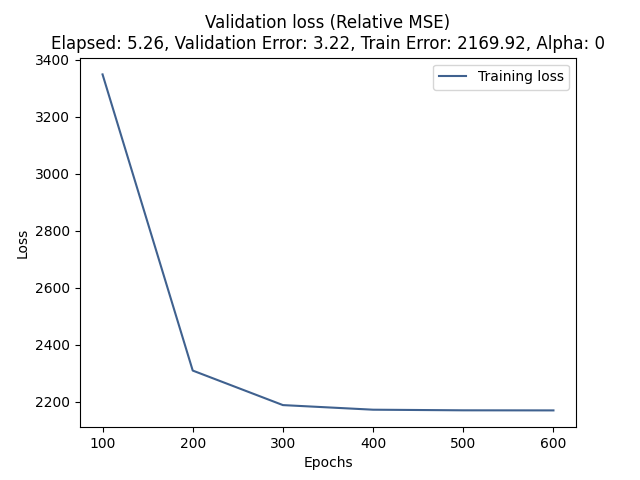 Validation loss (Relative MSE)
Elapsed: 5.26, Validation Error: 3.22, Train Error: 2169.92, Alpha: 0
Training loss
3400
3200
3000
2800
2600
2400
2200
Loss
100 200 300 400 500 600
Epochs